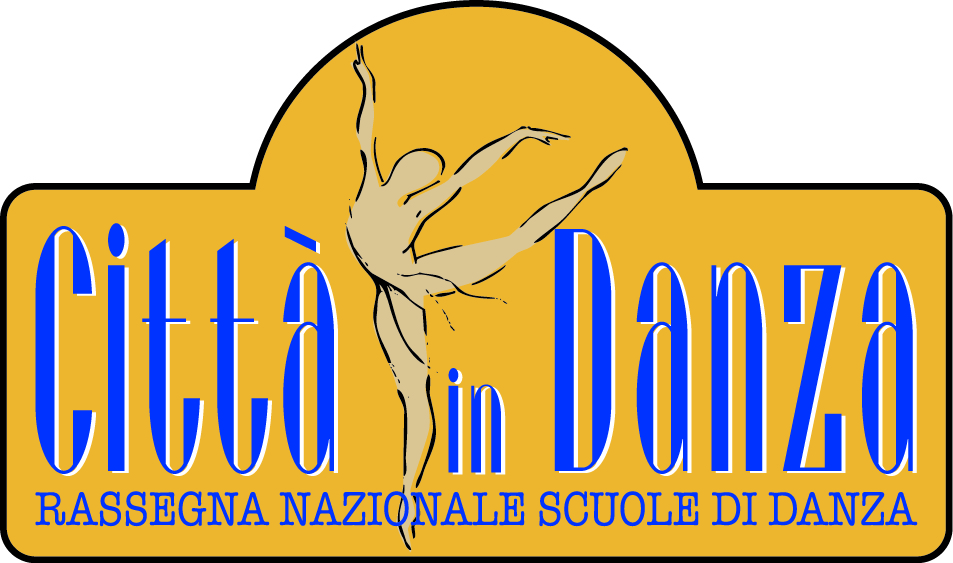 Città in Danza
RASSEGNA NAZIONALE SCUOLE DI DANZA